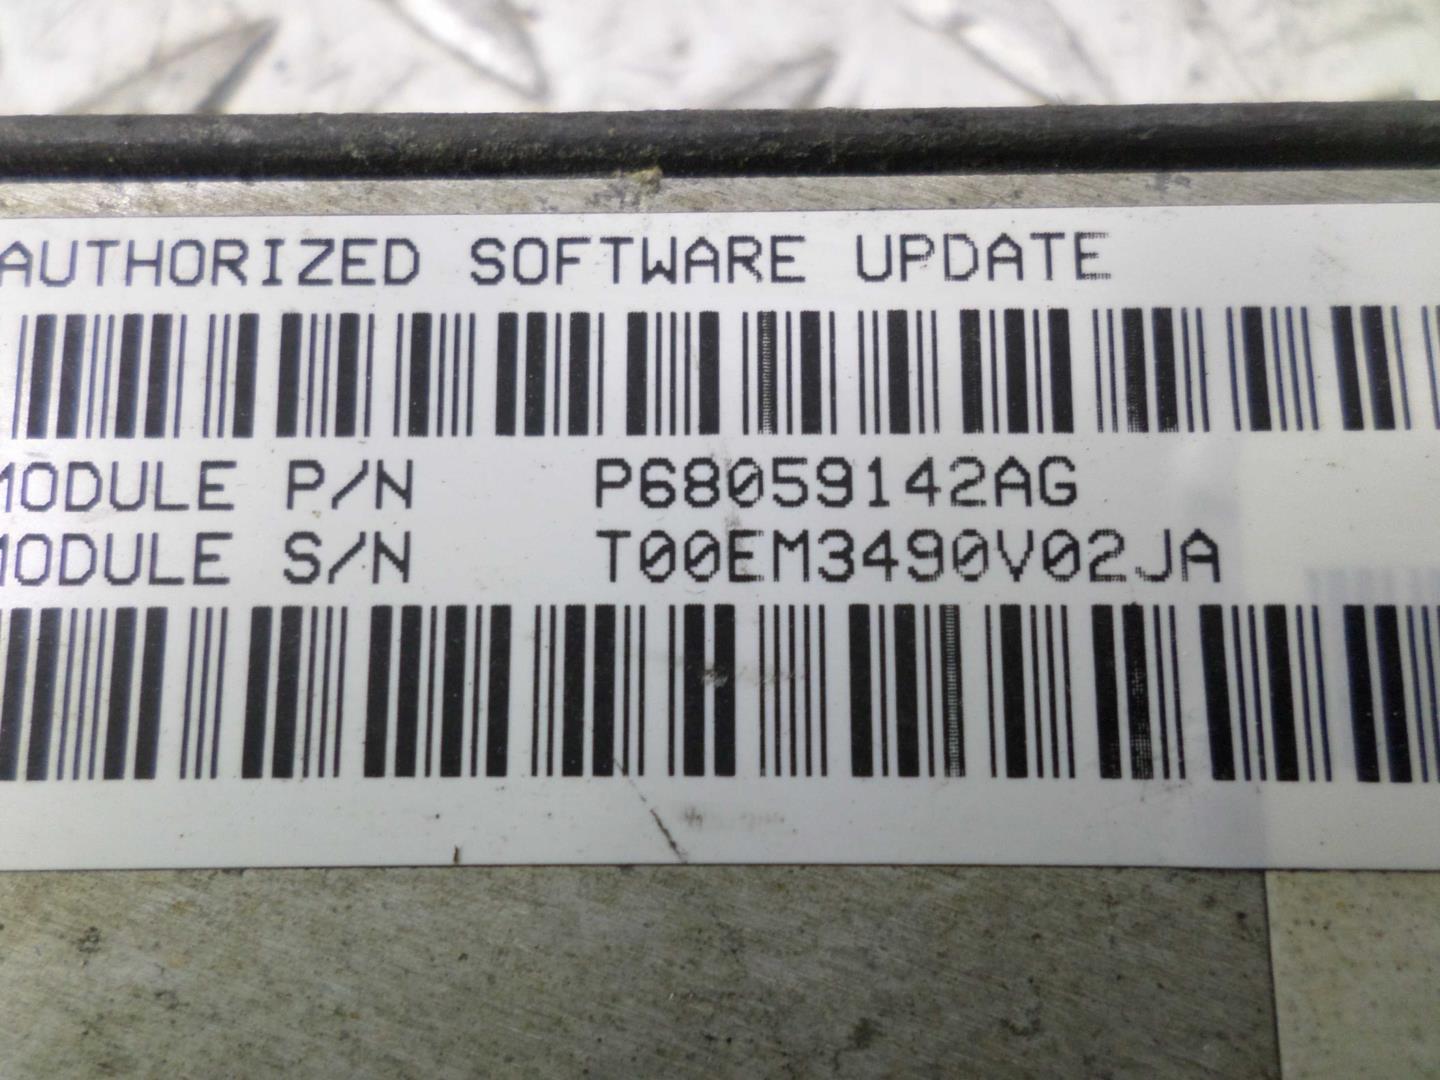 AUTHORIZED SOFTWARE UPDATE
MODULE P/N P68059142AG
MODULE S/N T00EM3490V02JA